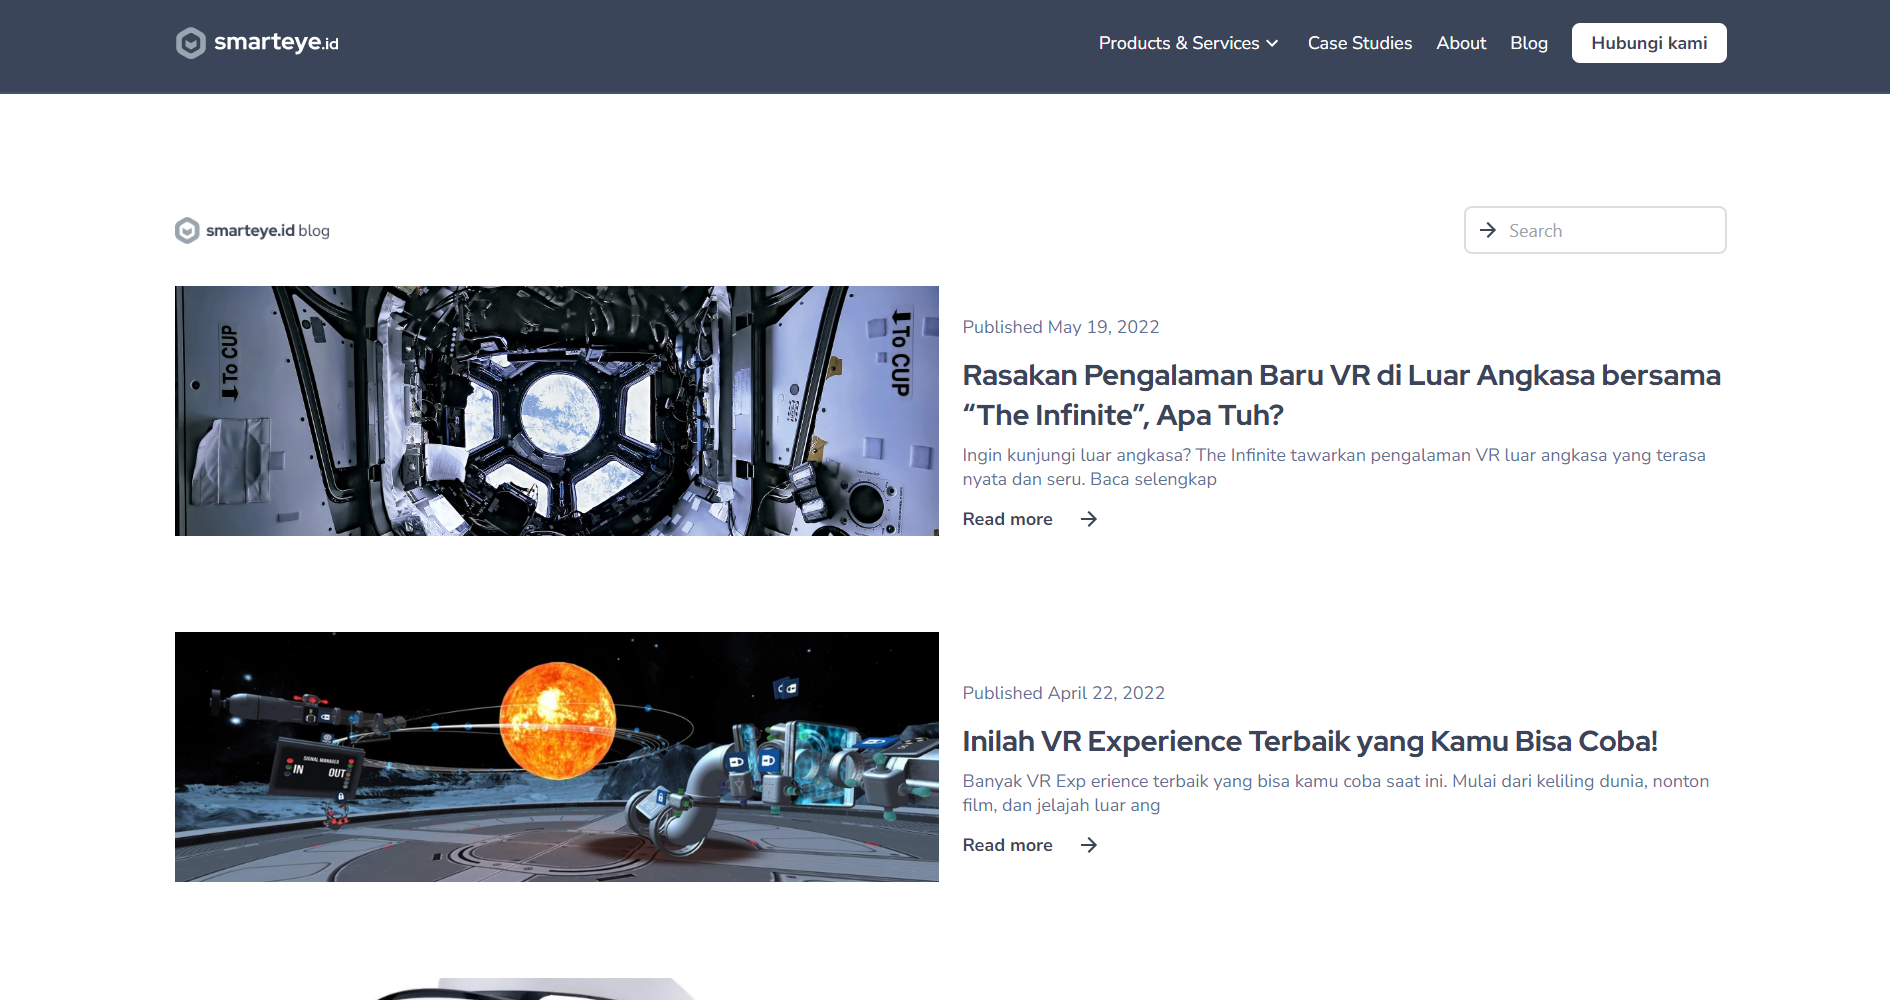 smarteye.id
Products & Services
Case Studies
About
Blog
Hubungi kami
smarteye.id blog
Search
To CUP
To CUP
Published May 19, 2022
Rasakan Pengalaman Baru VR di Luar Angkasa bersama
“The Infinite”, Apa Tuh?
Ingin kunjungi luar angkasa? The Infinite tawarkan pengalaman VR luar angkasa yang terasa
nyata dan seru. Baca selengkap
Read more
SIGNAL MANAGER
IN OUT
Published April 22, 2022
Inilah VR Experience Terbaik yang Kamu Bisa Coba!
Banyak VR Exp erience terbaik yang bisa kamu coba saat ini. Mulai dari keliling dunia, nonton
film, dan jelajah luar ang
Read more